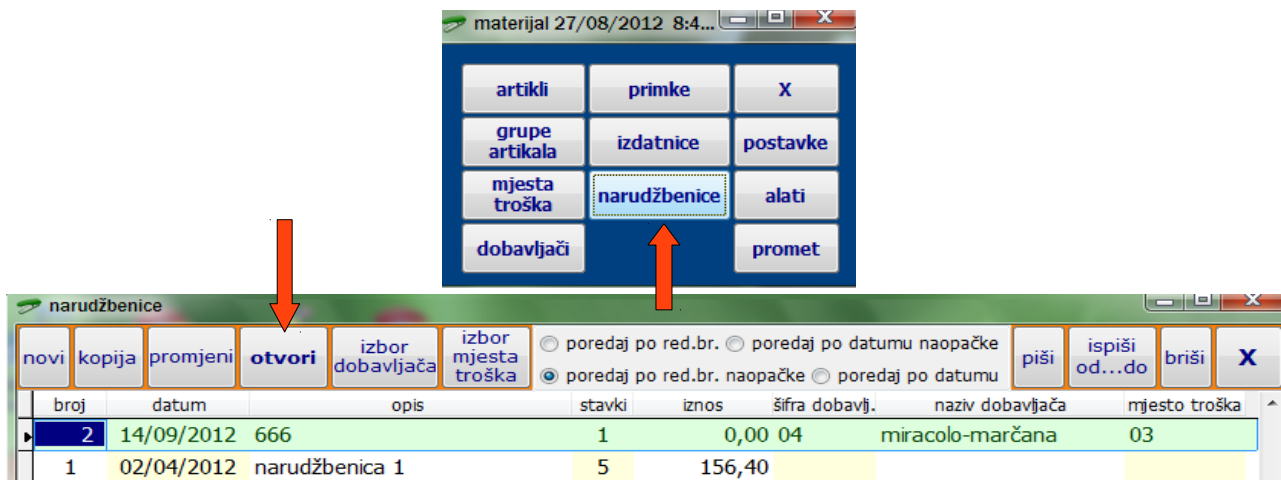 materijal 27/08/2012 8:4...
artikli primke X
grupe artikala izdatnice postavke
mjesta troška narudžbenice alati
dobavljači promet
narudžbenice
novi kopija promjeni otvori izbor dobavljača izbor mjesta troška
poredaj po red.br. poredaj po datumu naopačke
poredaj po red.br. naopačke poredaj po datumu
piši ispiši od...do briši X
broj datum opis stavki iznos šifra dobavlj. naziv dobavljača mjesto troška
2 14/09/2012 666 1 0,00 04 miracolo-marčana 03
1 02/04/2012 narudžbenica 1 5 156,40